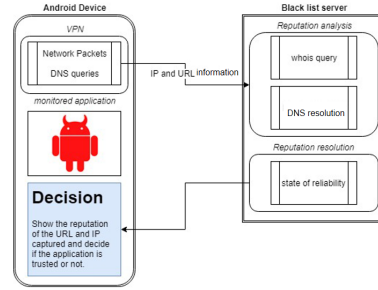 Android Device
VPN
Network Packets
DNS queries
monitored application
Decision
Show the reputation
of the URL and IP
captured and decide
if the application is
trusted or not.
IP and URL information
Black list server
Reputation analysis
whois query
DNS resolution
Reputation resolution
state of reliability